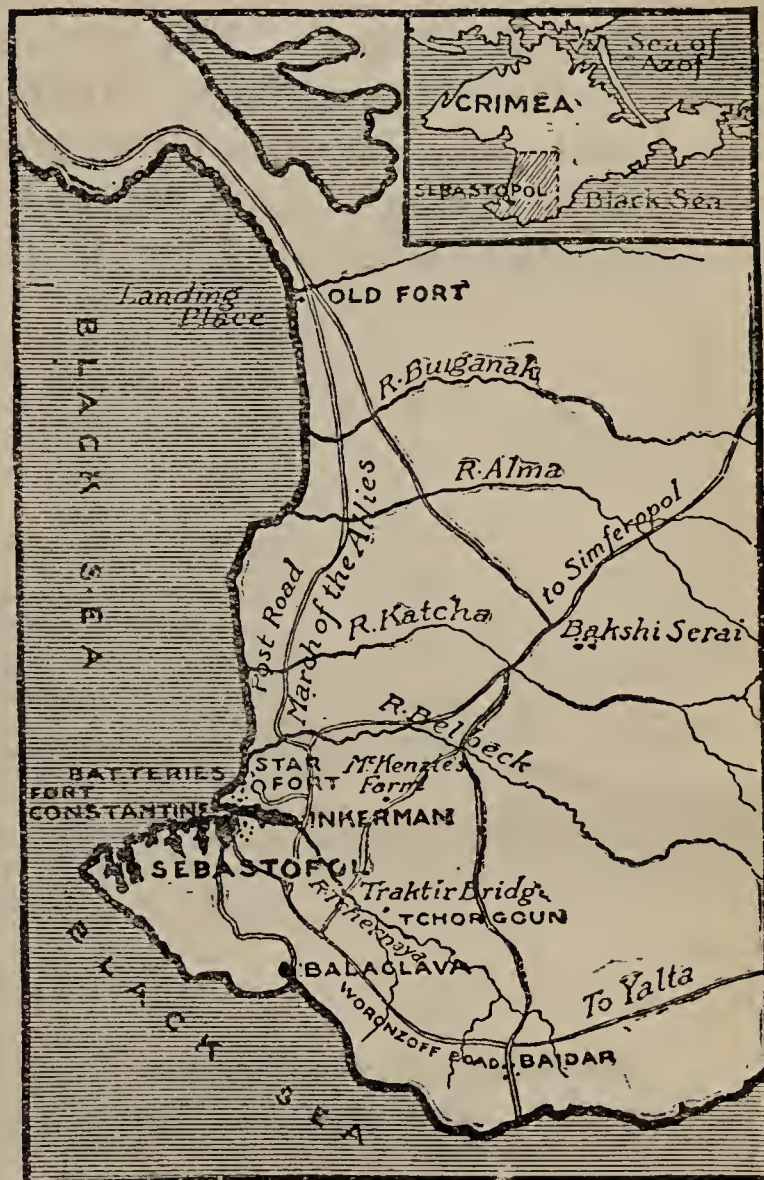 Sea of
Azof
CRIMEA
SEBASTOPOL
Black Sea
Landing
Place
OLD FORT
BLACK SEA
R. Bulganak
R. Alma
to Simferopol
Post Road
March of the Allies
R. Katcha
Bakshi Serai
R. Belbeck
BATTERIES
STAR
FORT
McKenzie's
Farm
FORT
CONSTANTINE
INKERMAN
SEBASTOPOL
Traktir Bridge
R. Tchernaya
TCHORGOUN
BALACLAVA
WORONZOFF ROAD
To Yalta
BAIDAR
BLACK SEA